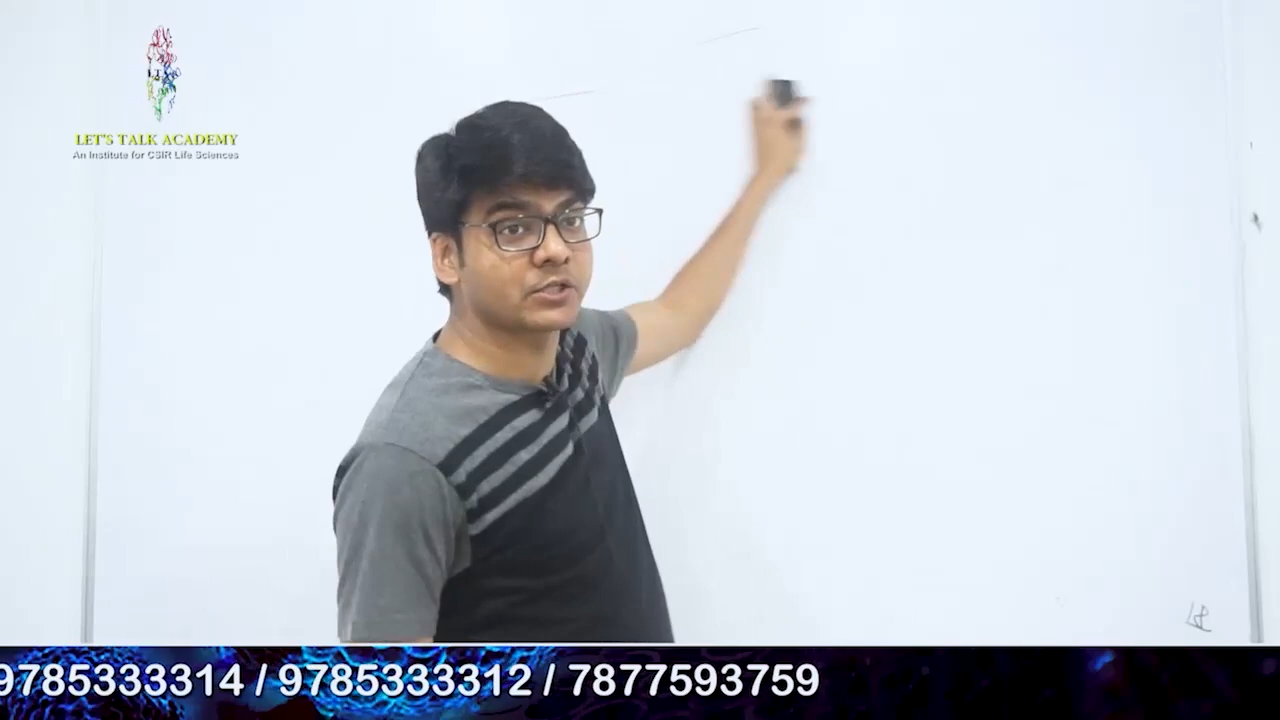 LET'S TALK ACADEMY
An Institute for CSIR Life Sciences
9785333314 / 9785333312 / 7877593759